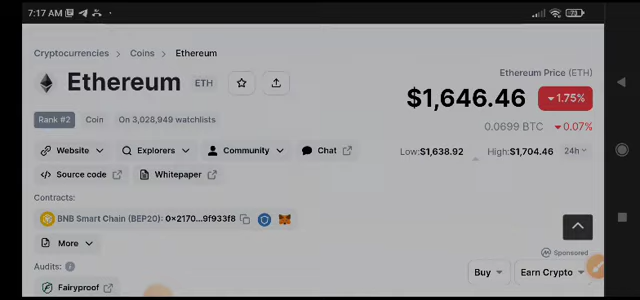 7:17 AM
73
Cryptocurrencies > Coins > Ethereum
Ethereum ETH
Ethereum Price (ETH)
$1,646.46 1.75%
0.0699 BTC 0.07%
Rank #2 Coin On 3,028,949 watchlists
Low:$1,638.92 High:$1,704.46 24h
Website Explorers Community Chat
Source code Whitepaper
Contracts:
BNB Smart Chain (BEP20): 0x2170...9f933f8
More
Sponsored
Audits:
Buy Earn Crypto
Fairyproof